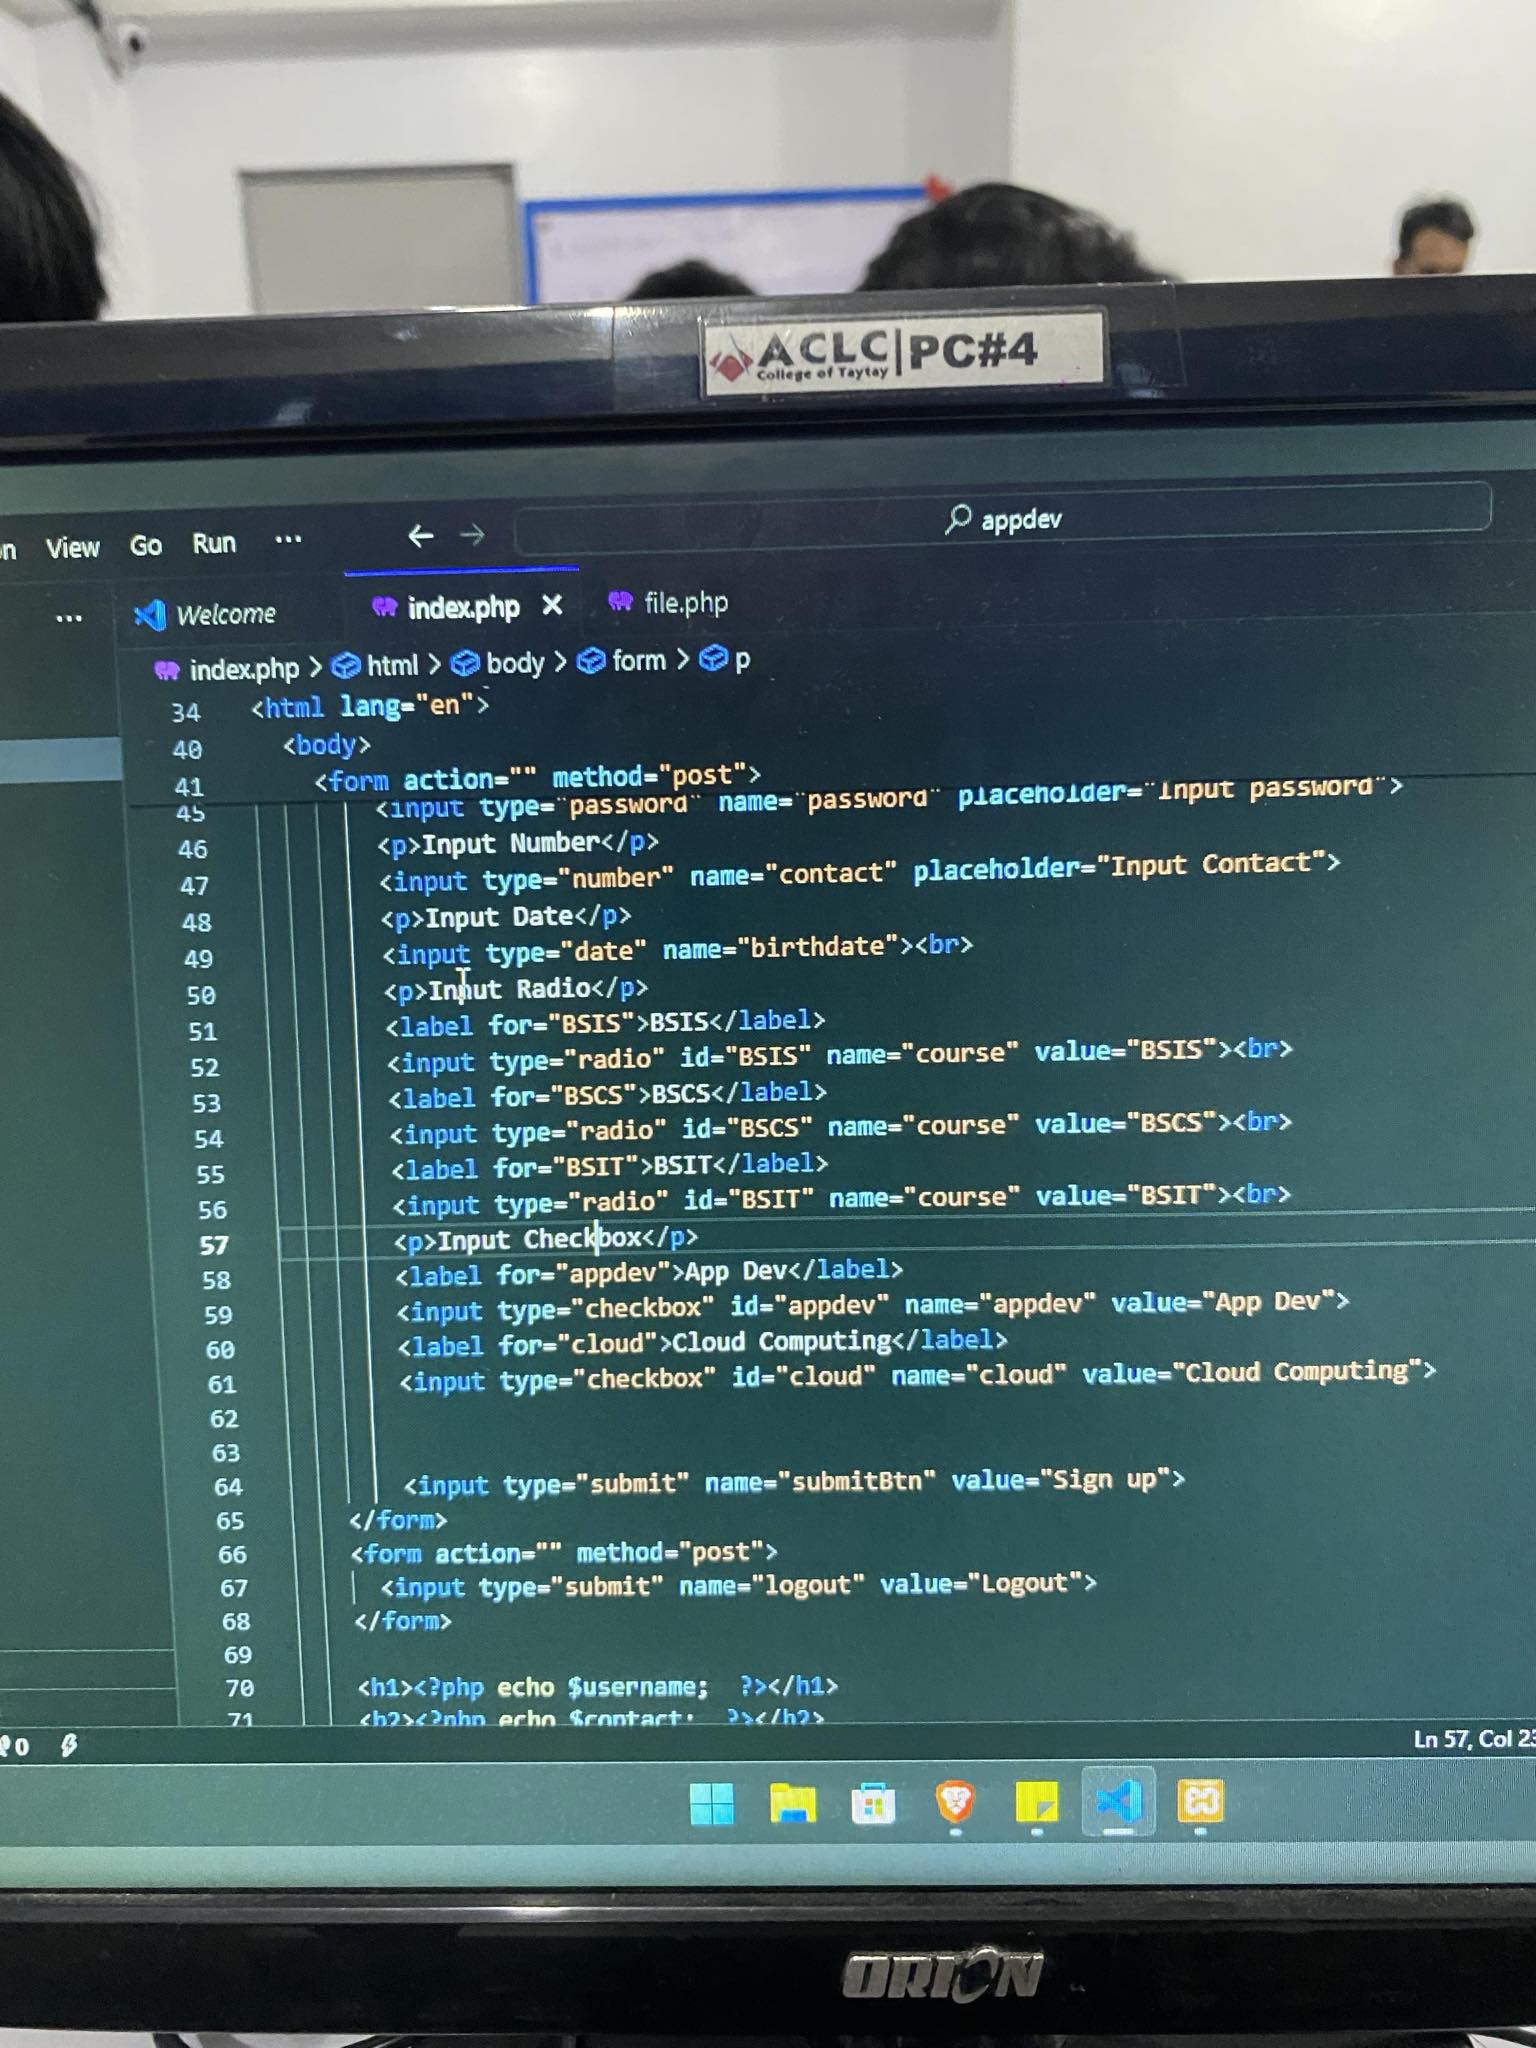 ACLC | PC#4
College of Taytay
View Go Run ... ← → appdev
... Welcome index.php × file.php
index.php > html > body > form > p
34 <html lang="en">
40 <body>
41 <form action="" method="post">
45 <input type="password" name="password" placeholder="Input password">
46 <p>Input Number</p>
47 <input type="number" name="contact" placeholder="Input Contact">
48 <p>Input Date</p>
49 <input type="date" name="birthdate"><br>
50 <p>Input Radio</p>
51 <label for="BSIS">BSIS</label>
52 <input type="radio" id="BSIS" name="course" value="BSIS"><br>
53 <label for="BSCS">BSCS</label>
54 <input type="radio" id="BSCS" name="course" value="BSCS"><br>
55 <label for="BSIT">BSIT</label>
56 <input type="radio" id="BSIT" name="course" value="BSIT"><br>
57 <p>Input Checkbox</p>
58 <label for="appdev">App Dev</label>
59 <input type="checkbox" id="appdev" name="appdev" value="App Dev">
60 <label for="cloud">Cloud Computing</label>
61 <input type="checkbox" id="cloud" name="cloud" value="Cloud Computing">
62
63
64 <input type="submit" name="submitBtn" value="Sign up">
65 </form>
66 <form action="" method="post">
67 <input type="submit" name="logout" value="Logout">
68 </form>
69
70 <h1><?php echo $username; ?></h1>
71 <h2><?php echo $contact; ?></h2>
0 Ln 57, Col 23
ORION